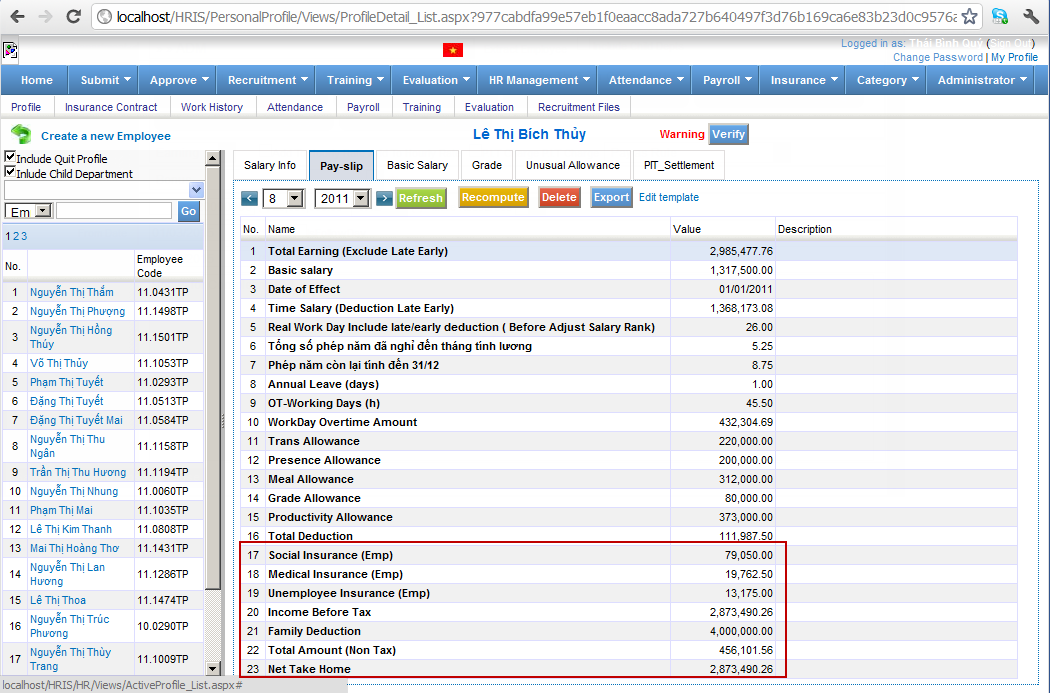 localhost/HRIS/PersonalProfile/Views/ProfileDetail_List.aspx?977cabdfa99e57eb1f0eaacc8ada727b640497f3d76b169ca6e83b23d0c9576a
Logged in as: Thái Bình Quý (Sign Out)
Change Password | My Profile
Home Submit Approve Recruitment Training Evaluation HR Management Attendance Payroll Insurance Category Administrator
Profile Insurance Contract Work History Attendance Payroll Training Evaluation Recruitment Files
Create a new Employee
Lê Thị Bích Thủy
Warning Verify
Include Quit Profile
Inlude Child Department
Em
Go
1 2 3
No. Employee Code
1 Nguyễn Thị Thắm 11.0431TP
2 Nguyễn Thị Phượng 11.1498TP
3 Nguyễn Thị Hồng Thúy 11.1501TP
4 Võ Thị Thủy 11.1053TP
5 Phạm Thị Tuyết 11.0293TP
6 Đặng Thị Tuyết 11.0513TP
7 Đặng Thị Tuyết Mai 11.0584TP
8 Nguyễn Thị Thu Ngân 11.1158TP
9 Trần Thị Thu Hương 11.1194TP
10 Nguyễn Thị Nhung 11.0060TP
11 Phạm Thị Mai 11.1035TP
12 Lê Thị Kim Thanh 11.0808TP
13 Mai Thị Hoàng Thơ 11.1431TP
14 Nguyễn Thị Lan Hương 11.1286TP
15 Lê Thị Thoa 11.1474TP
16 Nguyễn Thị Trúc Phương 10.0290TP
17 Nguyễn Thị Thùy Trang 11.1009TP
Salary Info Pay-slip Basic Salary Grade Unusual Allowance PIT_Settlement
< 8 2011 > Refresh Recompute Delete Export Edit template
No. Name Value Description
1 Total Earning (Exclude Late Early) 2,985,477.76
2 Basic salary 1,317,500.00
3 Date of Effect 01/01/2011
4 Time Salary (Deduction Late Early) 1,368,173.08
5 Real Work Day Include late/early deduction ( Before Adjust Salary Rank) 26.00
6 Tổng số phép năm đã nghỉ đến tháng tính lương 5.25
7 Phép năm còn lại tính đến 31/12 8.75
8 Annual Leave (days) 1.00
9 OT-Working Days (h) 45.50
10 WorkDay Overtime Amount 432,304.69
11 Trans Allowance 220,000.00
12 Presence Allowance 200,000.00
13 Meal Allowance 312,000.00
14 Grade Allowance 80,000.00
15 Productivity Allowance 373,000.00
16 Total Deduction 111,987.50
17 Social Insurance (Emp) 79,050.00
18 Medical Insurance (Emp) 19,762.50
19 Unemployee Insurance (Emp) 13,175.00
20 Income Before Tax 2,873,490.26
21 Family Deduction 4,000,000.00
22 Total Amount (Non Tax) 456,101.56
23 Net Take Home 2,873,490.26
localhost/HRIS/HR/Views/ActiveProfile_List.aspx#